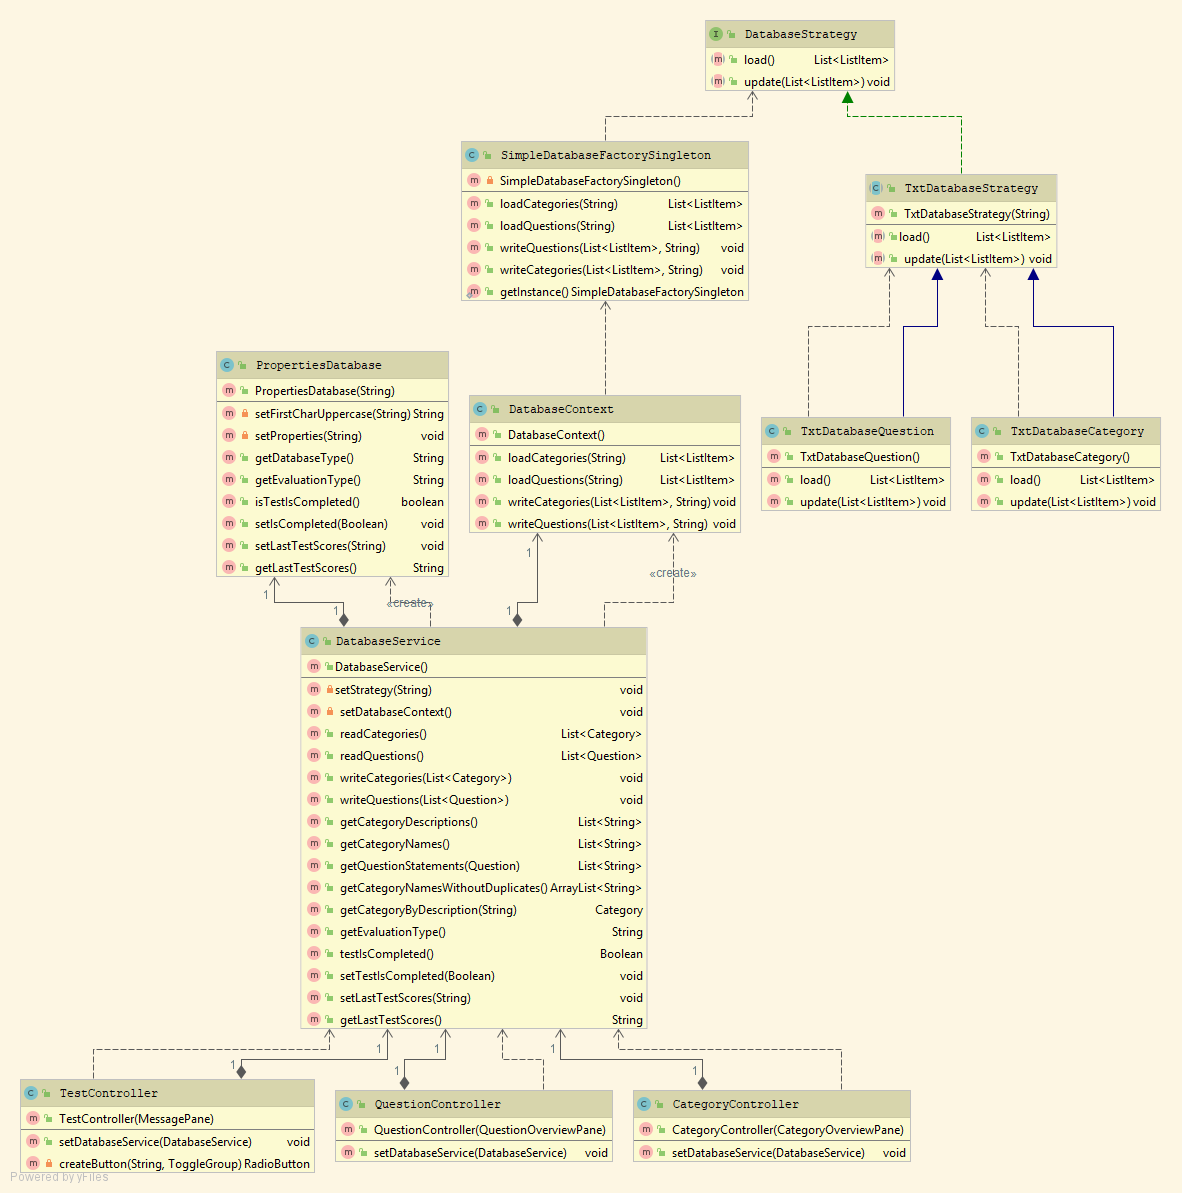 DatabaseStrategy
load() List<ListItem>
update(List<ListItem>) void
SimpleDatabaseFactorySingleton
SimpleDatabaseFactorySingleton()
loadCategories(String) List<ListItem>
loadQuestions(String) List<ListItem>
writeQuestions(List<ListItem>, String) void
writeCategories(List<ListItem>, String) void
getInstance() SimpleDatabaseFactorySingleton
TxtDatabaseStrategy
TxtDatabaseStrategy(String)
load() List<ListItem>
update(List<ListItem>) void
PropertiesDatabase
PropertiesDatabase(String)
setFirstCharUppercase(String) String
setProperties(String) void
getDatabaseType() String
getEvaluationType() String
isTestIsCompleted() boolean
setIsCompleted(Boolean) void
setLastTestScores(String) void
getLastTestScores() String
DatabaseContext
DatabaseContext()
loadCategories(String) List<ListItem>
loadQuestions(String) List<ListItem>
writeCategories(List<ListItem>, String) void
writeQuestions(List<ListItem>, String) void
TxtDatabaseQuestion
TxtDatabaseQuestion()
load() List<ListItem>
update(List<ListItem>) void
TxtDatabaseCategory
TxtDatabaseCategory()
load() List<ListItem>
update(List<ListItem>) void
1
«create»
1
1
«create»
1
DatabaseService
DatabaseService()
setStrategy(String) void
setDatabaseContext() void
readCategories() List<Category>
readQuestions() List<Question>
writeCategories(List<Category>) void
writeQuestions(List<Question>) void
getCategoryDescriptions() List<String>
getCategoryNames() List<String>
getQuestionStatements(Question) List<String>
getCategoryNamesWithoutDuplicates() ArrayList<String>
getCategoryByDescription(String) Category
getEvaluationType() String
testIsCompleted() Boolean
setTestIsCompleted(Boolean) void
setLastTestScores(String) void
getLastTestScores() String
1
1
1
1
1
1
TestController
TestController(MessagePane)
setDatabaseService(DatabaseService) void
createButton(String, ToggleGroup) RadioButton
QuestionController
QuestionController(QuestionOverviewPane)
setDatabaseService(DatabaseService) void
CategoryController
CategoryController(CategoryOverviewPane)
setDatabaseService(DatabaseService) void
Powered by yFiles